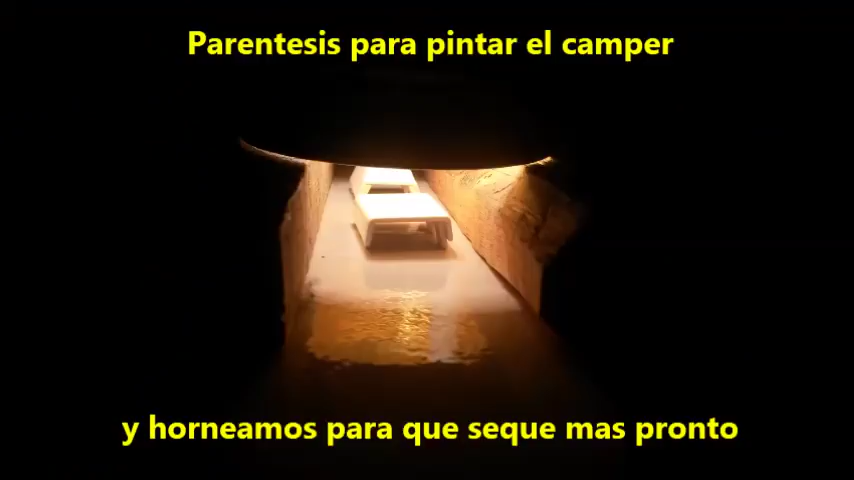 Parentesis para pintar el camper
y horneamos para que seque mas pronto